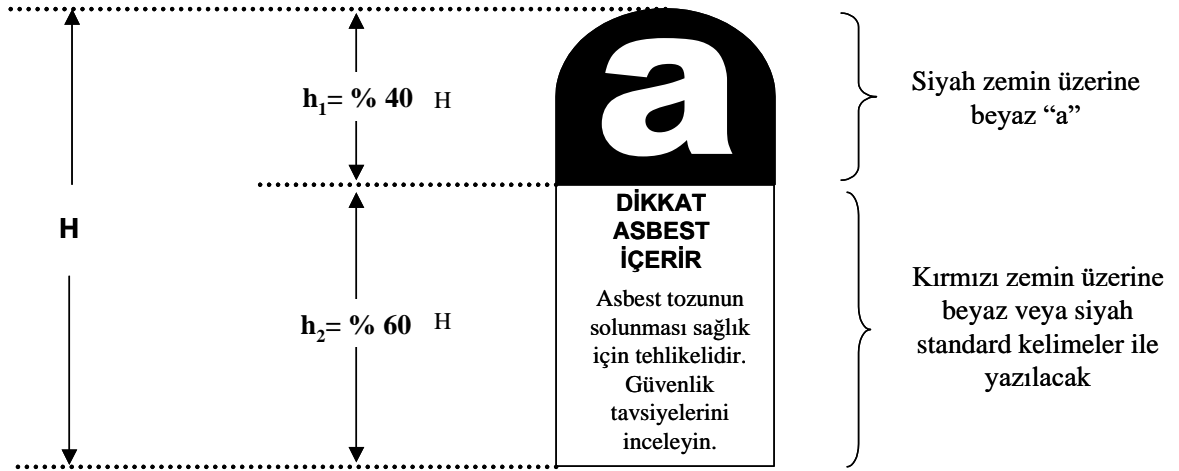 a
h₁= % 40 H
Siyah zemin üzerine
beyaz “a”
H
DİKKAT
ASBEST
İÇERİR
Asbest tozunun
solunması sağlık
için tehlikelidir.
Güvenlik
tavsiyelerini
inceleyin.
h₂= % 60 H
Kırmızı zemin üzerine
beyaz veya siyah
standard kelimeler ile
yazılacak